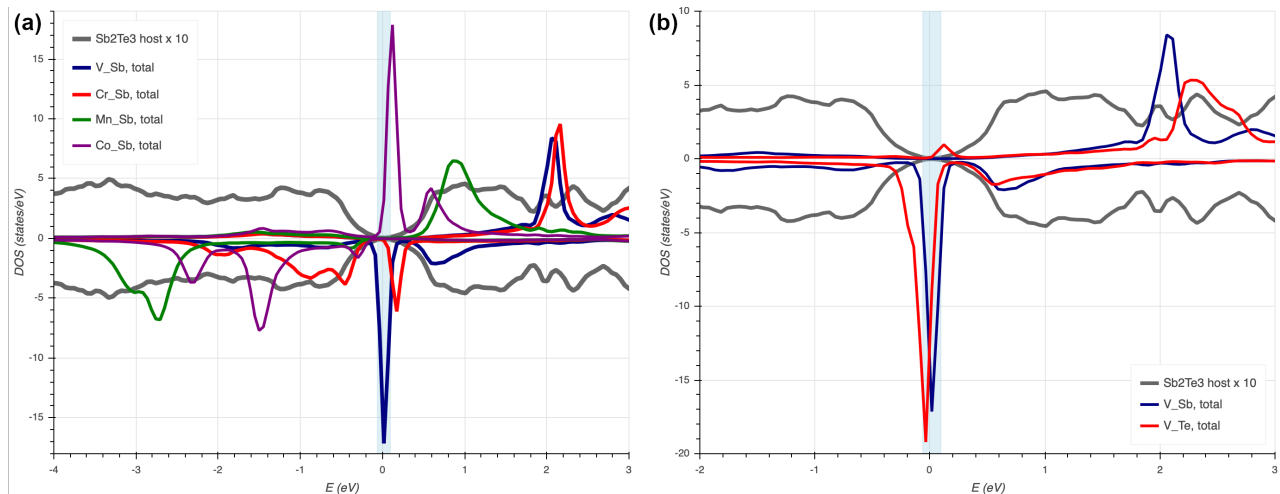 (a)
Sb2Te3 host x 10
V_Sb, total
Cr_Sb, total
Mn_Sb, total
Co_Sb, total
DOS (states/eV)
15
10
5
0
-5
-10
-15
-4
-3
-2
-1
0
1
2
3
E (eV)
(b)
DOS (states/eV)
10
5
0
-5
-10
-15
-20
Sb2Te3 host x 10
V_Sb, total
V_Te, total
-2
-1
0
1
2
3
E (eV)